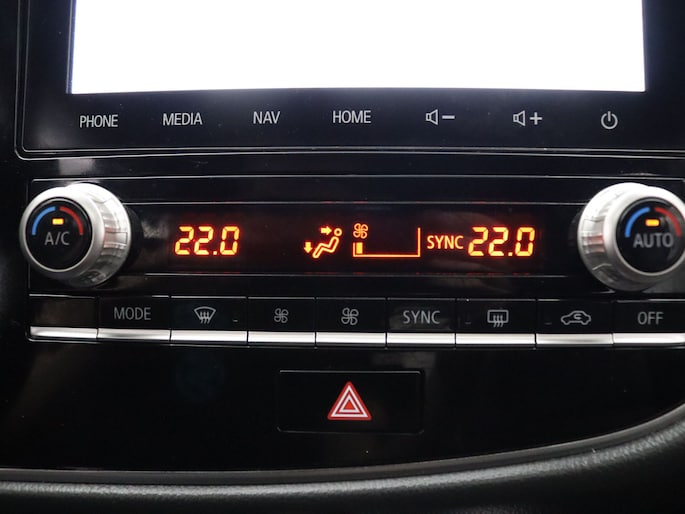 PHONE MEDIA NAV HOME
A/C 22.0 SYNC 22.0 AUTO
MODE SYNC OFF